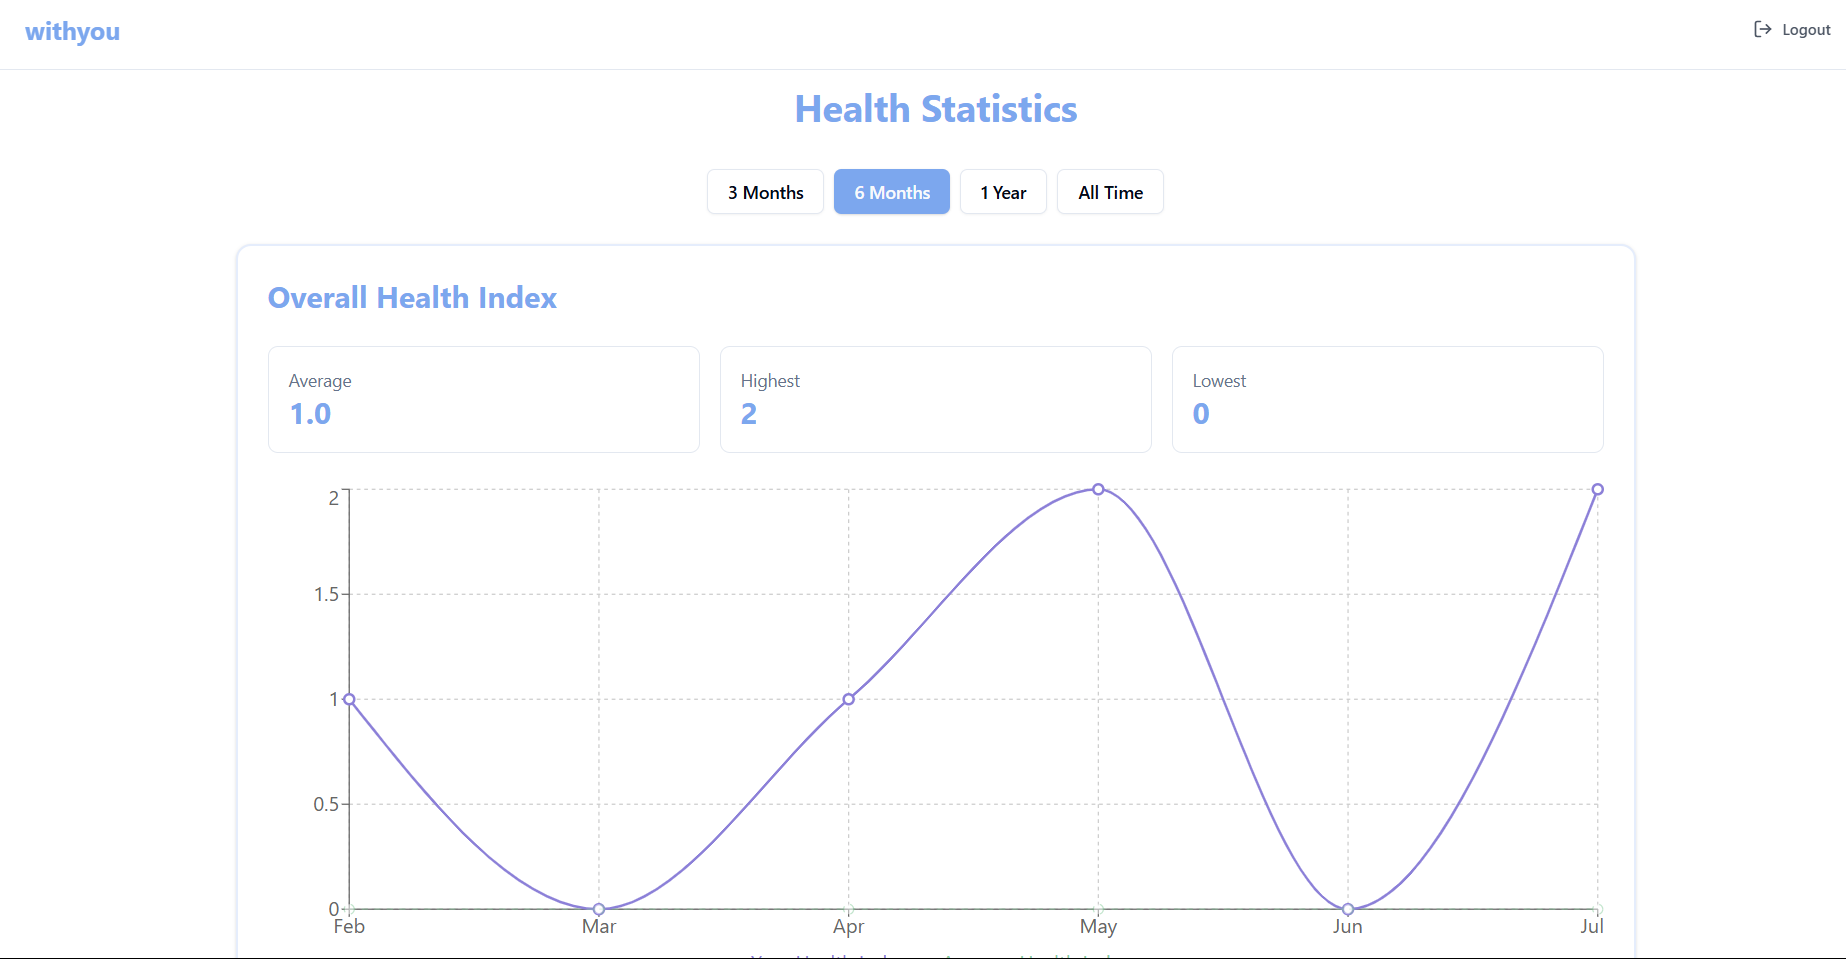 withyou
Logout
Health Statistics
3 Months
6 Months
1 Year
All Time
Overall Health Index
Average
1.0
Highest
2
Lowest
0
2
1.5
1
0.5
0
Feb
Mar
Apr
May
Jun
Jul